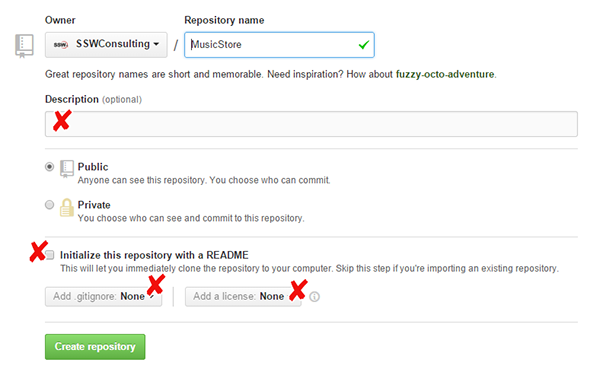 Owner Repository name
ssw SSWConsulting / MusicStore
Great repository names are short and memorable. Need inspiration? How about fuzzy-octo-adventure.
Description (optional)
Public
Anyone can see this repository. You choose who can commit.
Private
You choose who can see and commit to this repository.
Initialize this repository with a README
This will let you immediately clone the repository to your computer. Skip this step if you're importing an existing repository.
Add .gitignore: None Add a license: None
Create repository